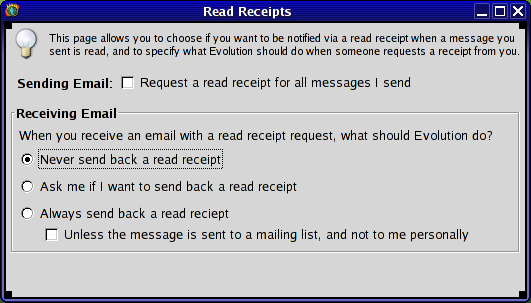 Read Receipts
This page allows you to choose if you want to be notified via a read receipt when a message you
sent is read, and to specify what Evolution should do when someone requests a receipt from you.
Sending Email: Request a read receipt for all messages I send
Receiving Email
When you receive an email with a read receipt request, what should Evolution do?
Never send back a read receipt
Ask me if I want to send back a read receipt
Always send back a read reciept
Unless the message is sent to a mailing list, and not to me personally